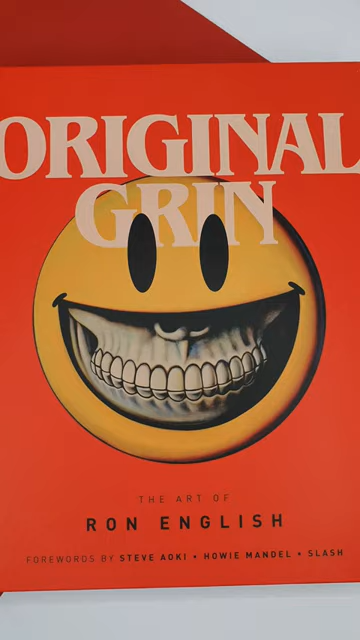 ORIGINAL
GRIN
THE ART OF
RON ENGLISH
FOREWORDS BY STEVE AOKI • HOWIE MANDEL • SLASH